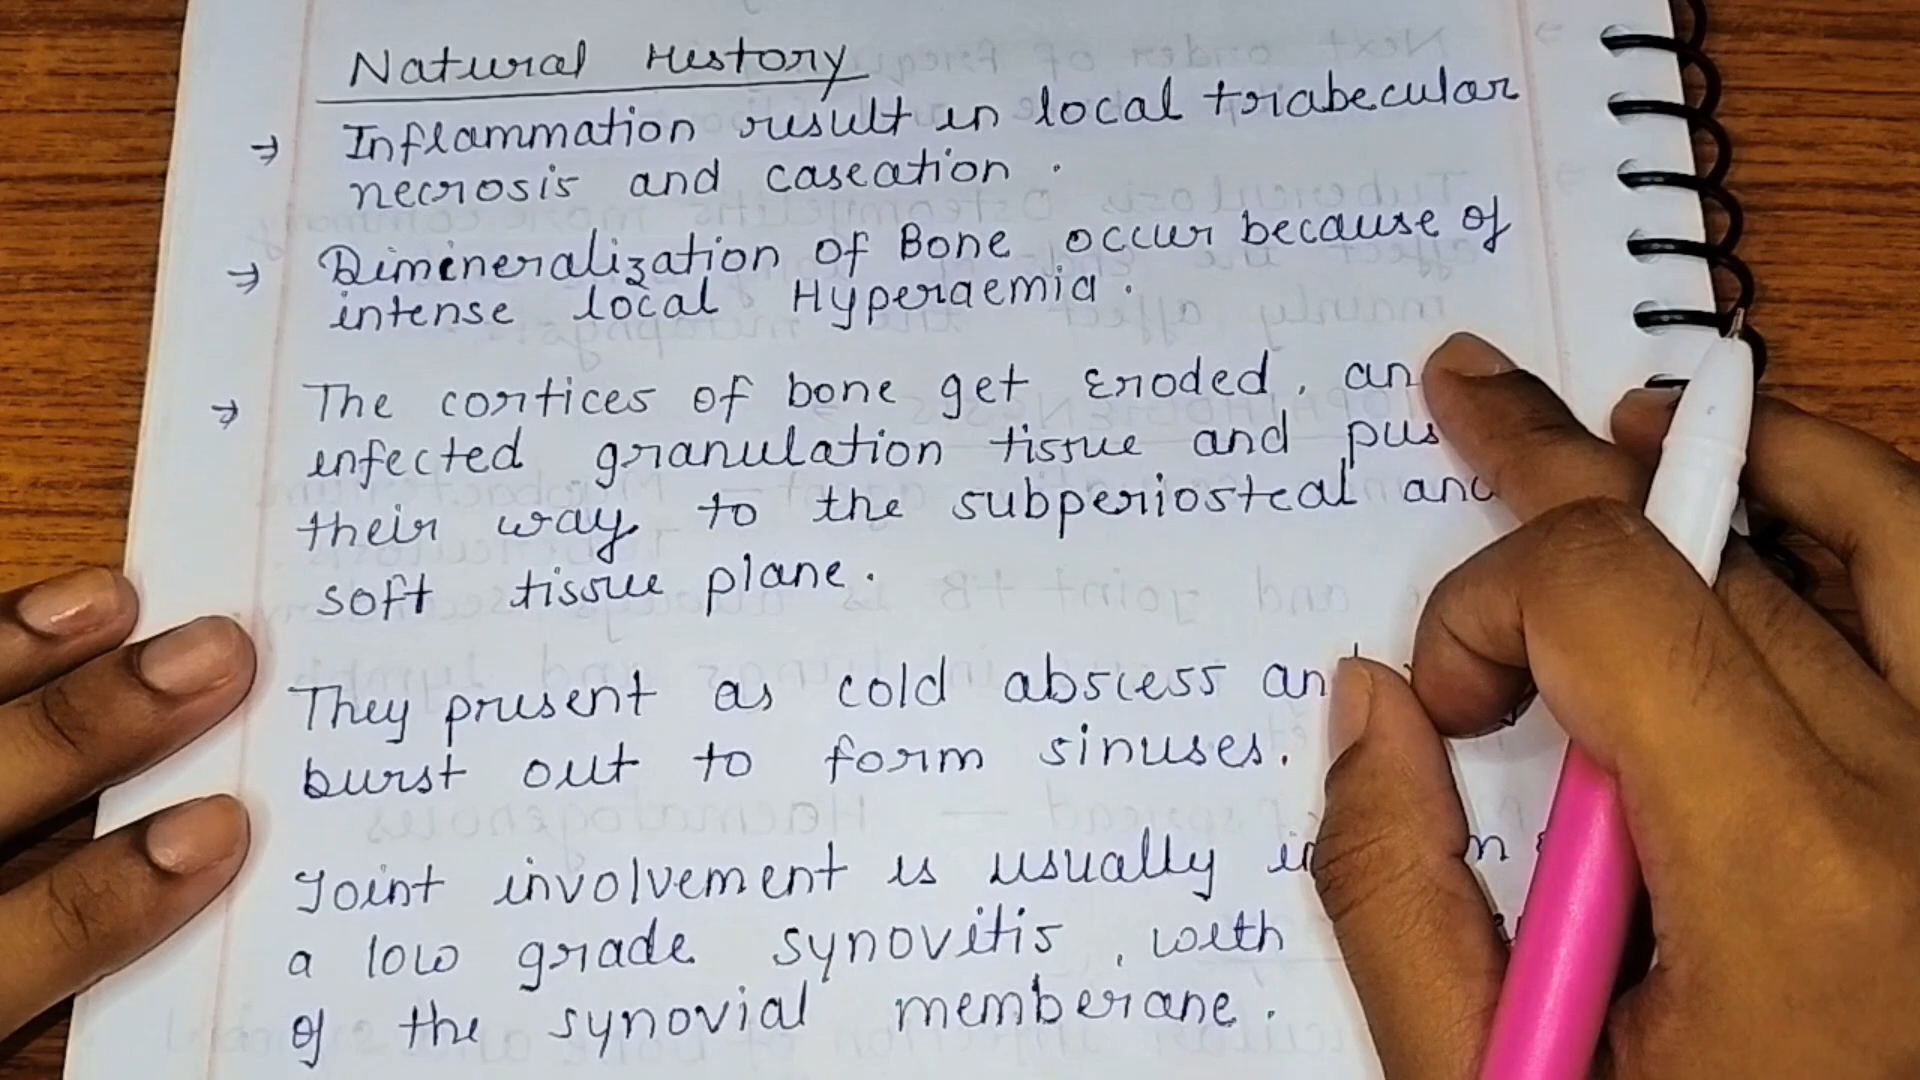 Natural History
→ Inflammation result in local trabecular
necrosis and caseation.
→ Dimineralization of Bone occur because of
intense local Hyperaemia.
→ The cortices of bone get Eroded, an
infected granulation tissue and pus
their way to the subperiosteal and
soft tissue plane.
They present as cold abscess an
burst out to form sinuses.
Joint involvement is usually in
a low grade synovitis, with
of the synovial memberane.